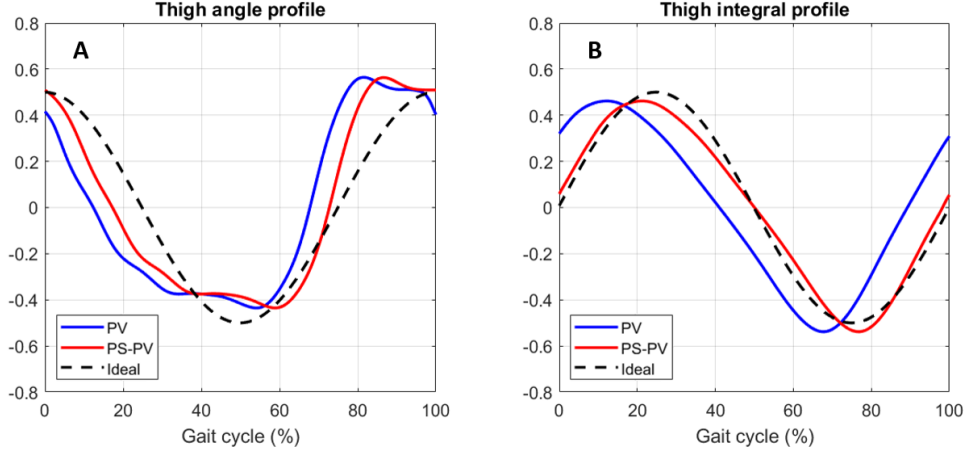 Thigh angle profile
A
0.8
0.6
0.4
0.2
0
-0.2
-0.4
-0.6
-0.8
PV
PS-PV
Ideal
0 20 40 60 80 100
Gait cycle (%)
Thigh integral profile
B
0.8
0.6
0.4
0.2
0
-0.2
-0.4
-0.6
-0.8
PV
PS-PV
Ideal
0 20 40 60 80 100
Gait cycle (%)